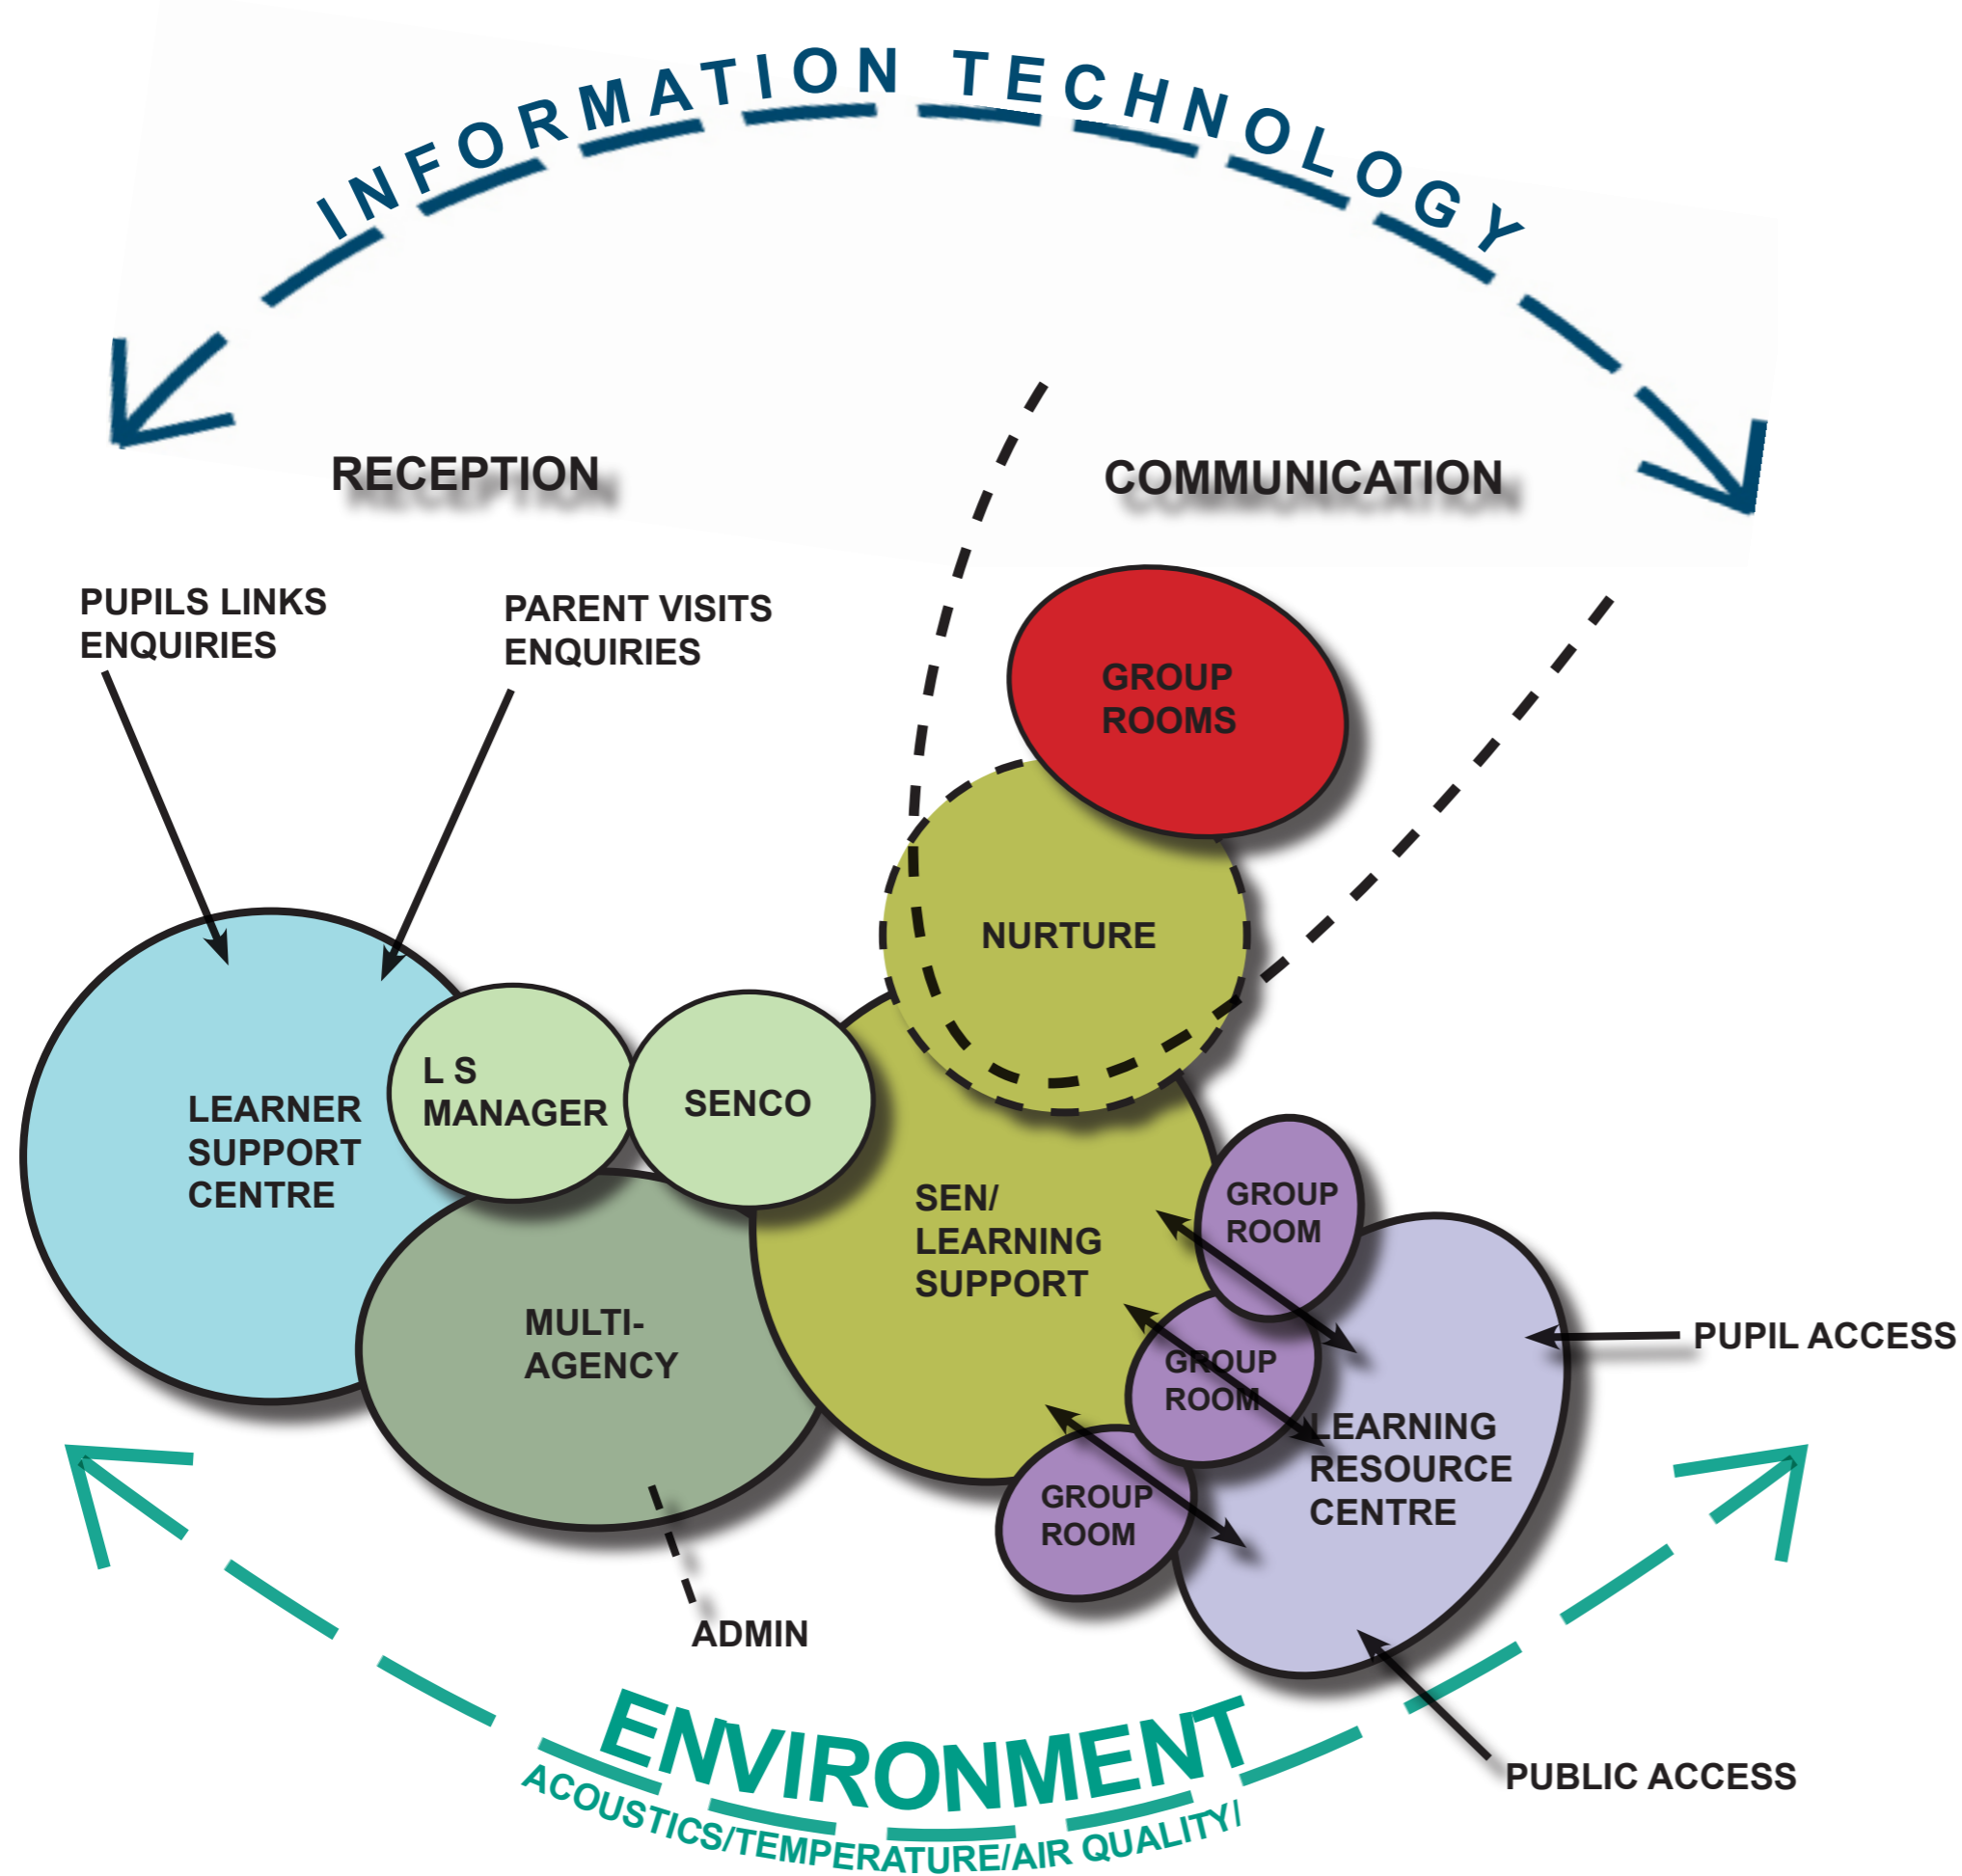 INFORMATION TECHNOLOGY
RECEPTION
COMMUNICATION
PUPILS LINKS
ENQUIRIES
PARENT VISITS
ENQUIRIES
GROUP
ROOMS
NURTURE
L S
MANAGER
SENCO
LEARNER
SUPPORT
CENTRE
SEN/
LEARNING
SUPPORT
GROUP
ROOM
MULTI-
AGENCY
GROUP
ROOM
PUPIL ACCESS
LEARNING
RESOURCE
CENTRE
GROUP
ROOM
ADMIN
PUBLIC ACCESS
ENVIRONMENT
ACOUSTICS/TEMPERATURE/AIR QUALITY/